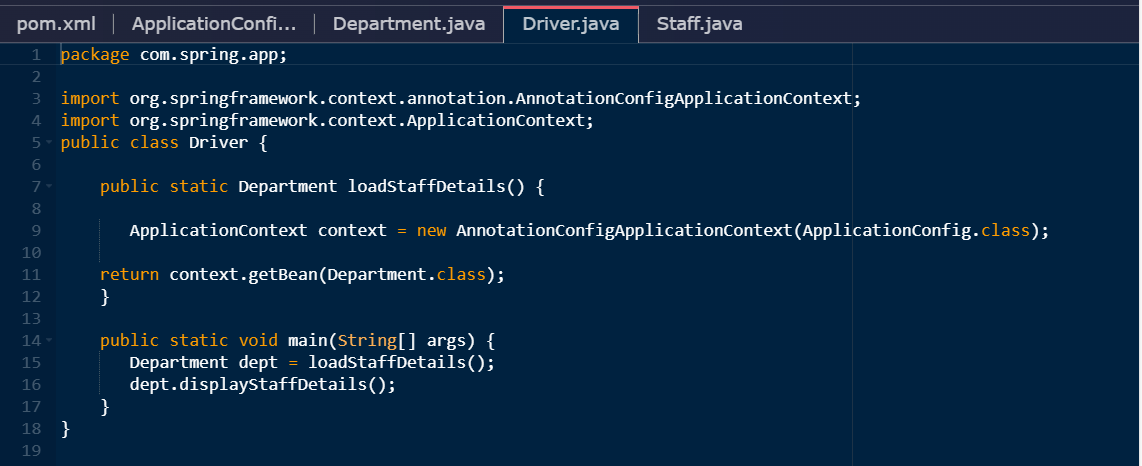 pom.xml | ApplicationConfi... | Department.java Driver.java Staff.java
1 package com.spring.app;
2
3 import org.springframework.context.annotation.AnnotationConfigApplicationContext;
4 import org.springframework.context.ApplicationContext;
5 public class Driver {
6
7 public static Department loadStaffDetails() {
8
9 ApplicationContext context = new AnnotationConfigApplicationContext(ApplicationConfig.class);
10
11 return context.getBean(Department.class);
12 }
13
14 public static void main(String[] args) {
15 Department dept = loadStaffDetails();
16 dept.displayStaffDetails();
17 }
18 }
19